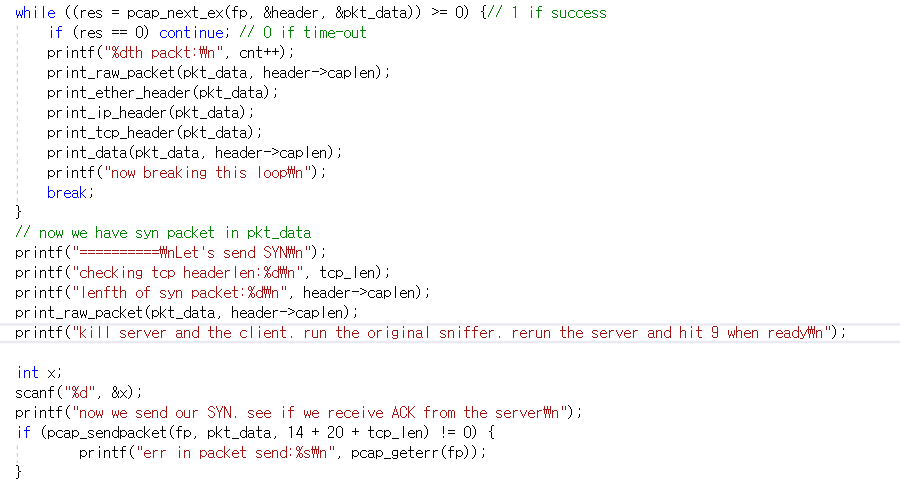 while ((res = pcap_next_ex(fp, &header, &pkt_data)) >= 0) {// 1 if success
if (res == 0) continue; // 0 if time-out
printf("%dth packt:₩n", cnt++);
print_raw_packet(pkt_data, header->caplen);
print_ether_header(pkt_data);
print_ip_header(pkt_data);
print_tcp_header(pkt_data);
print_data(pkt_data, header->caplen);
printf("now breaking this loop₩n");
break;
}
// now we have syn packet in pkt_data
printf("==========₩nLet's send SYN₩n");
printf("checking tcp headerlen:%d₩n", tcp_len);
printf("lenfth of syn packet:%d₩n", header->caplen);
print_raw_packet(pkt_data, header->caplen);
printf("kill server and the client. run the original sniffer. rerun the server and hit 9 when ready₩n");
int x;
scanf("%d", &x);
printf("now we send our SYN. see if we receive ACK from the server₩n");
if (pcap_sendpacket(fp, pkt_data, 14 + 20 + tcp_len) != 0) {
printf("err in packet send:%s₩n", pcap_geterr(fp));
}